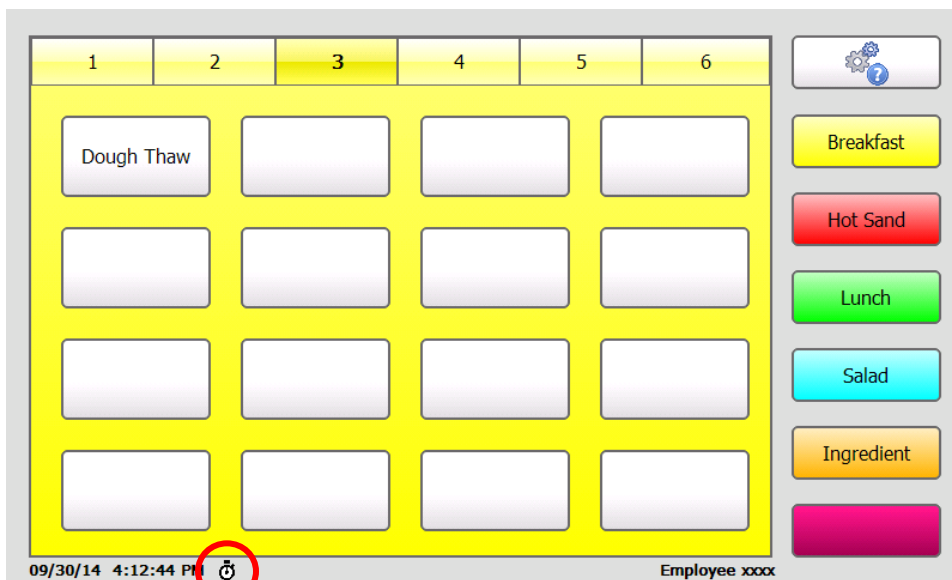 1 2 3 4 5 6
?
Dough Thaw
Breakfast
Hot Sand
Lunch
Salad
Ingredient
09/30/14 4:12:44 PM
Employee xxxx